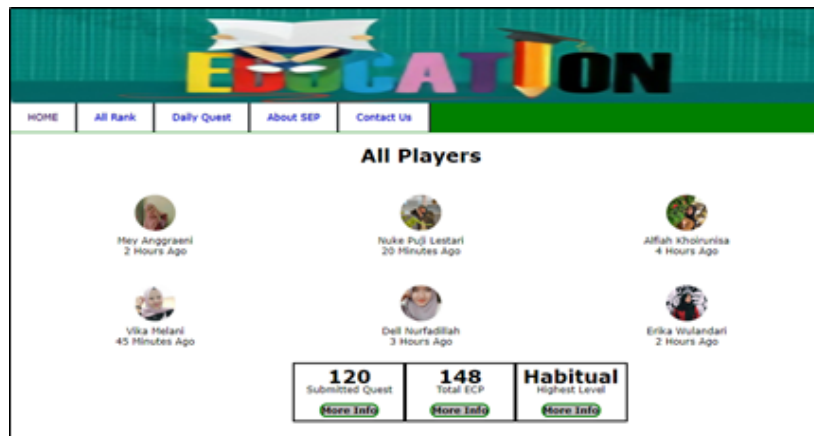 EDUCATION
HOME All Rank Daily Quest About SEP Contact Us
All Players
Mey Anggraeni Nuke Puji Lestari Alfiah Khoirunisa
2 Hours Ago 20 Minutes Ago 4 Hours Ago
Vika Melani Dell Nurfadillah Erika Wulandari
45 Minutes Ago 3 Hours Ago 2 Hours Ago
120 148 Habitual
Submitted Quest Total ECP Highest Level
More Info More Info More Info